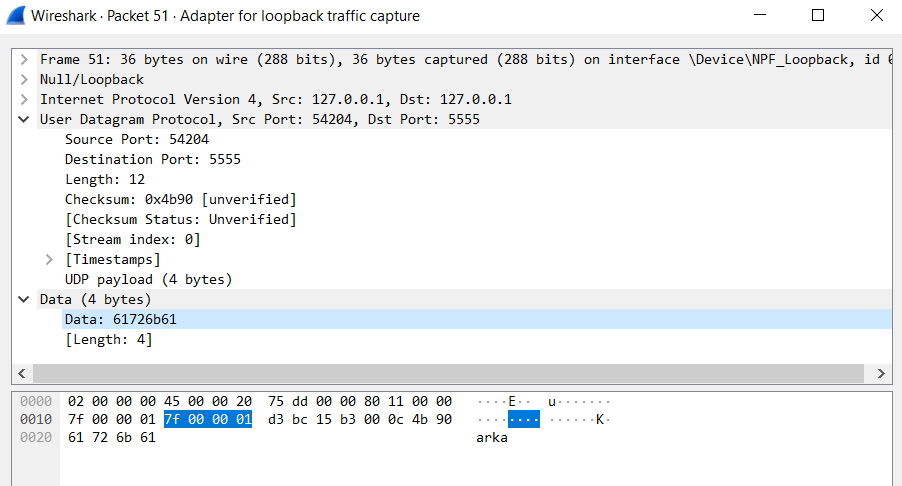 Wireshark · Packet 51 · Adapter for loopback traffic capture
Frame 51: 36 bytes on wire (288 bits), 36 bytes captured (288 bits) on interface \Device\NPF_Loopback, id 0
Null/Loopback
Internet Protocol Version 4, Src: 127.0.0.1, Dst: 127.0.0.1
User Datagram Protocol, Src Port: 54204, Dst Port: 5555
Source Port: 54204
Destination Port: 5555
Length: 12
Checksum: 0x4b90 [unverified]
[Checksum Status: Unverified]
[Stream index: 0]
[Timestamps]
UDP payload (4 bytes)
Data (4 bytes)
Data: 61726b61
[Length: 4]
0000 02 00 00 00 45 00 00 20 75 dd 00 00 80 11 00 00 ····E·· u·······
0010 7f 00 00 01 7f 00 00 01 d3 bc 15 b3 00 0c 4b 90 ········ ······K·
0020 61 72 6b 61 arka